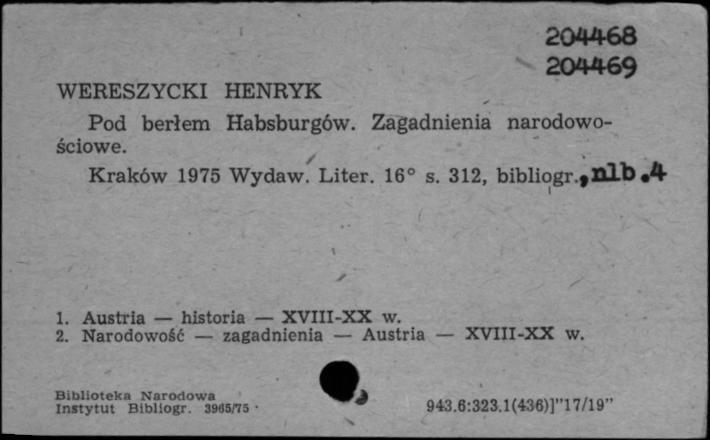 204468
204469
WERESZYCKI HENRYK
Pod berłem Habsburgów. Zagadnienia narodowo-
ściowe.
Kraków 1975 Wydaw. Liter. 16° s. 312, bibliogr., nlb.4
1. Austria — historia — XVIII-XX w.
2. Narodowość — zagadnienia — Austria — XVIII-XX w.
Biblioteka Narodowa
Instytut Bibliogr. 3965/75
943.6:323.1(436)]"17/19"